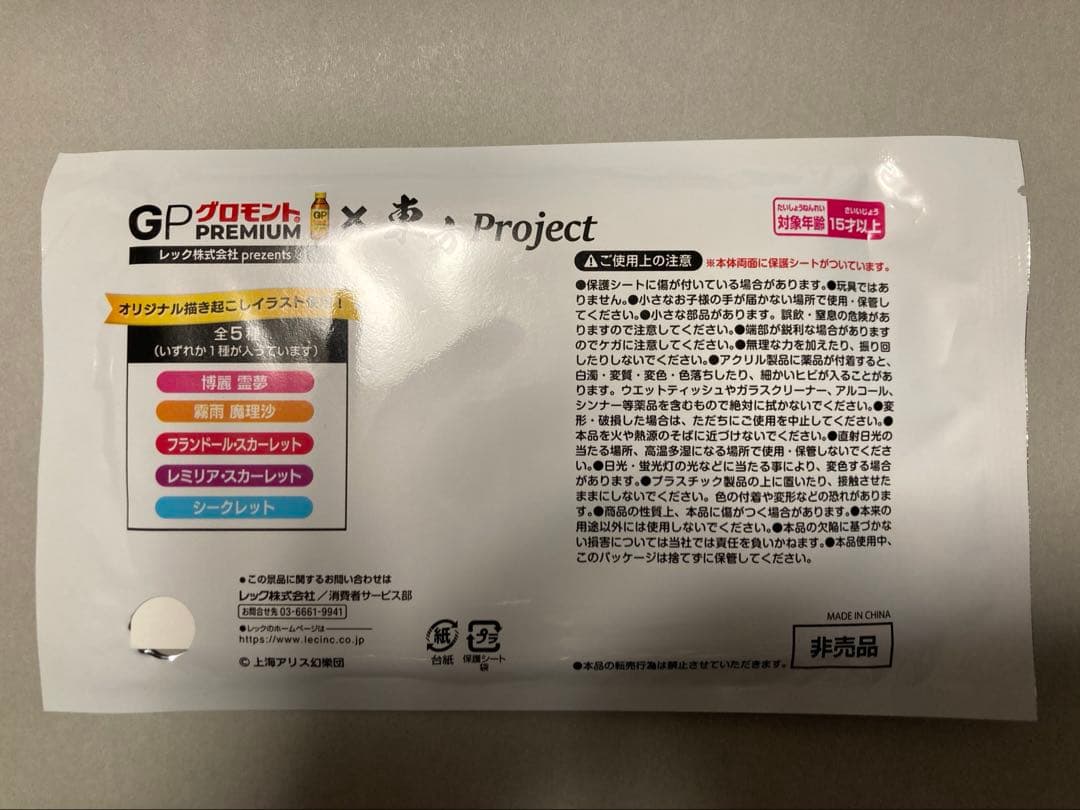 GPグロモント® PREMIUM GP × 東方Project
レック株式会社 prezents
オリジナル描き起こしイラスト !
全5種
(いずれか1種が入っています)
博麗 霊夢
霧雨 魔理沙
フランドール・スカーレット
レミリア・スカーレット
シークレット
●この景品に関するお問い合わせは
レック株式会社/消費者サービス部
お問合せ先 03-6661-9941
●レックのホームページは
https://www.lecinc.co.jp
© 上海アリス幻樂団
紙
台紙
プラ
保護シート
袋
たいしょうねんれい さいいじょう
対象年齢 15才以上
⚠ご使用上の注意 ※本体両面に保護シートがついています。
●保護シートに傷が付いている場合があります。●玩具ではあ
りません。●小さなお子様の手が届かない場所で使用・保管し
てください。●小さな部品があります。誤飲・窒息の危険があ
りますので注意してください。●端部が鋭利な場合があります
のでケガに注意してください。●無理な力を加えたり、振り回
したりしないでください。●アクリル製品に薬品が付着すると、
白濁・変質・変色・色落ちしたり、細かいヒビが入ることがあ
ります。ウエットティッシュやガラスクリーナー、アルコール、
シンナー等薬品を含むもので絶対に拭かないでください。●変
形・破損した場合は、ただちにご使用を中止してください。●
本品を火や熱源のそばに近づけないでください。●直射日光の
当たる場所、高温多湿になる場所で使用・保管しないでくださ
い。●日光・蛍光灯の光などに当たる事により、変色する場合
があります。●プラスチック製品の上に置いたり、接触させた
ままにしないでください。色の付着や変形などの恐れがありま
す。●商品の性質上、本品に傷がつく場合があります。●本来の
用途以外には使用しないでください。●本品の欠陥に基づかな
い損害については当社では責任を負いかねます。●本品使用中、
このパッケージは捨てずに保管してください。
MADE IN CHINA
非売品
●本品の転売行為は禁止させていただきます。